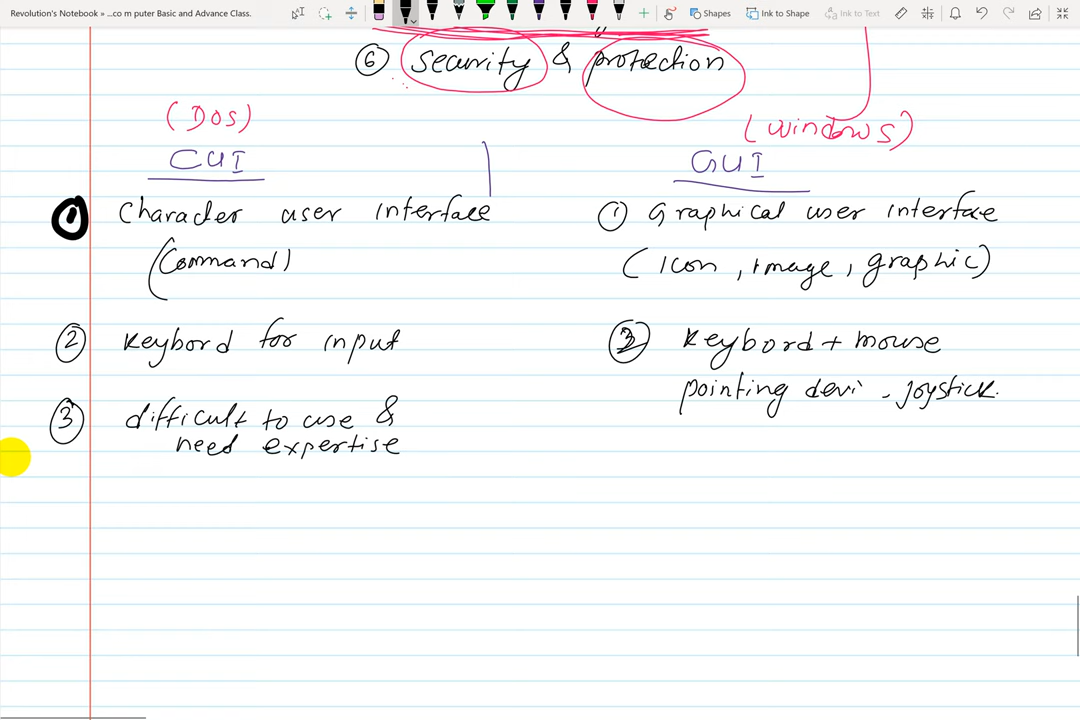 Revolution's Notebook » ...co m puter Basic and Advance Class.
Shapes
Ink to Shape
Ink to Text
6 security & protection
(DOS)
(Windows)
CUI
GUI
1 Character user interface
(Command)
1 Graphical user interface
(Icon, Image, graphic)
2 Keybord for input
2 Keybord + mouse
pointing devi - joystick.
3 difficult to use &
need expertise